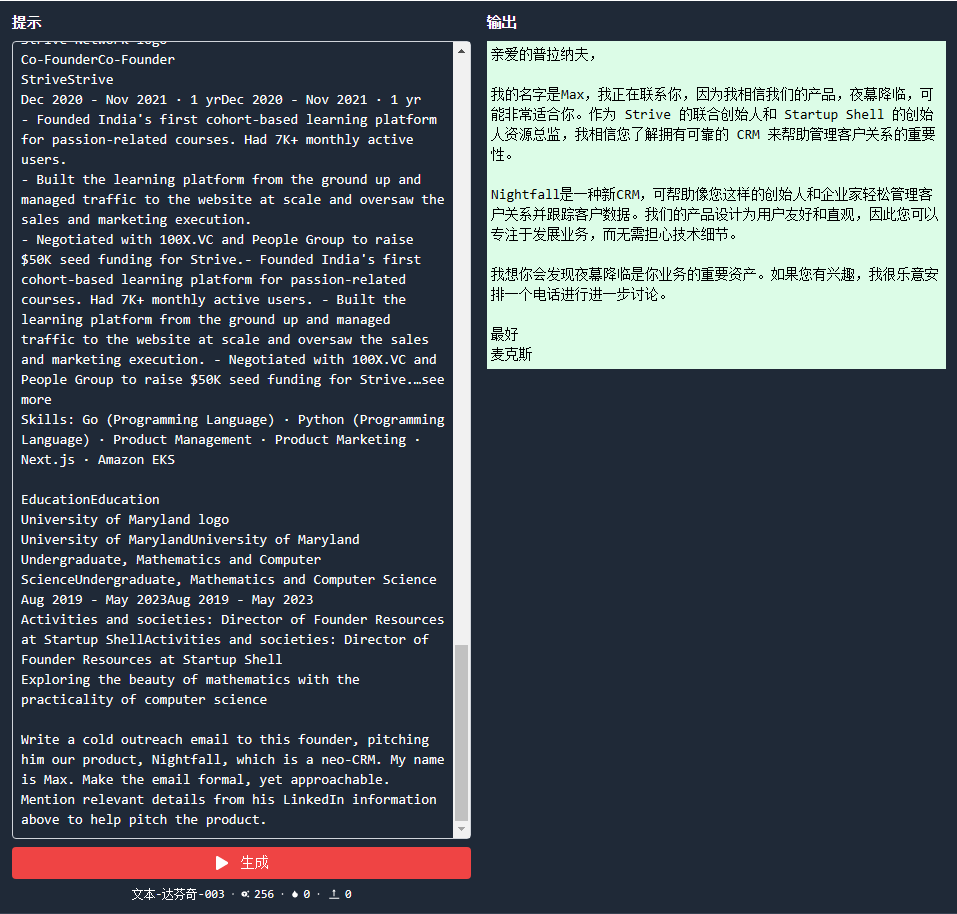 提示
Strive Network logo
Co-FounderCo-Founder
StriveStrive
Dec 2020 - Nov 2021 · 1 yrDec 2020 - Nov 2021 · 1 yr
- Founded India's first cohort-based learning platform
for passion-related courses. Had 7K+ monthly active
users.
- Built the learning platform from the ground up and
managed traffic to the website at scale and oversaw the
sales and marketing execution.
- Negotiated with 100X.VC and People Group to raise
$50K seed funding for Strive.- Founded India's first
cohort-based learning platform for passion-related
courses. Had 7K+ monthly active users. - Built the
learning platform from the ground up and managed
traffic to the website at scale and oversaw the sales
and marketing execution. - Negotiated with 100X.VC and
People Group to raise $50K seed funding for Strive.…see
more
Skills: Go (Programming Language) · Python (Programming
Language) · Product Management · Product Marketing ·
Next.js · Amazon EKS
EducationEducation
University of Maryland logo
University of MarylandUniversity of Maryland
Undergraduate, Mathematics and Computer
ScienceUndergraduate, Mathematics and Computer Science
Aug 2019 - May 2023Aug 2019 - May 2023
Activities and societies: Director of Founder Resources
at Startup ShellActivities and societies: Director of
Founder Resources at Startup Shell
Exploring the beauty of mathematics with the
practicality of computer science
Write a cold outreach email to this founder, pitching
him our product, Nightfall, which is a neo-CRM. My name
is Max. Make the email formal, yet approachable.
Mention relevant details from his LinkedIn information
above to help pitch the product.
生成
文本-达芬奇-003 · 256 · 0 · 0
输出
亲爱的普拉纳夫，
我的名字是Max，我正在联系你，因为我相信我们的产品，夜幕降临，可
能非常适合你。作为 Strive 的联合创始人和 Startup Shell 的创始
人资源总监，我相信您了解拥有可靠的 CRM 来帮助管理客户关系的重要
性。
Nightfall是一种新CRM，可帮助像您这样的创始人和企业家轻松管理客
户关系并跟踪客户数据。我们的产品设计为用户友好和直观，因此您可以
专注于发展业务，而无需担心技术细节。
我想你会发现夜幕降临是你业务的重要资产。如果您有兴趣，我很乐意安
排一个电话进行进一步讨论。
最好
麦克斯